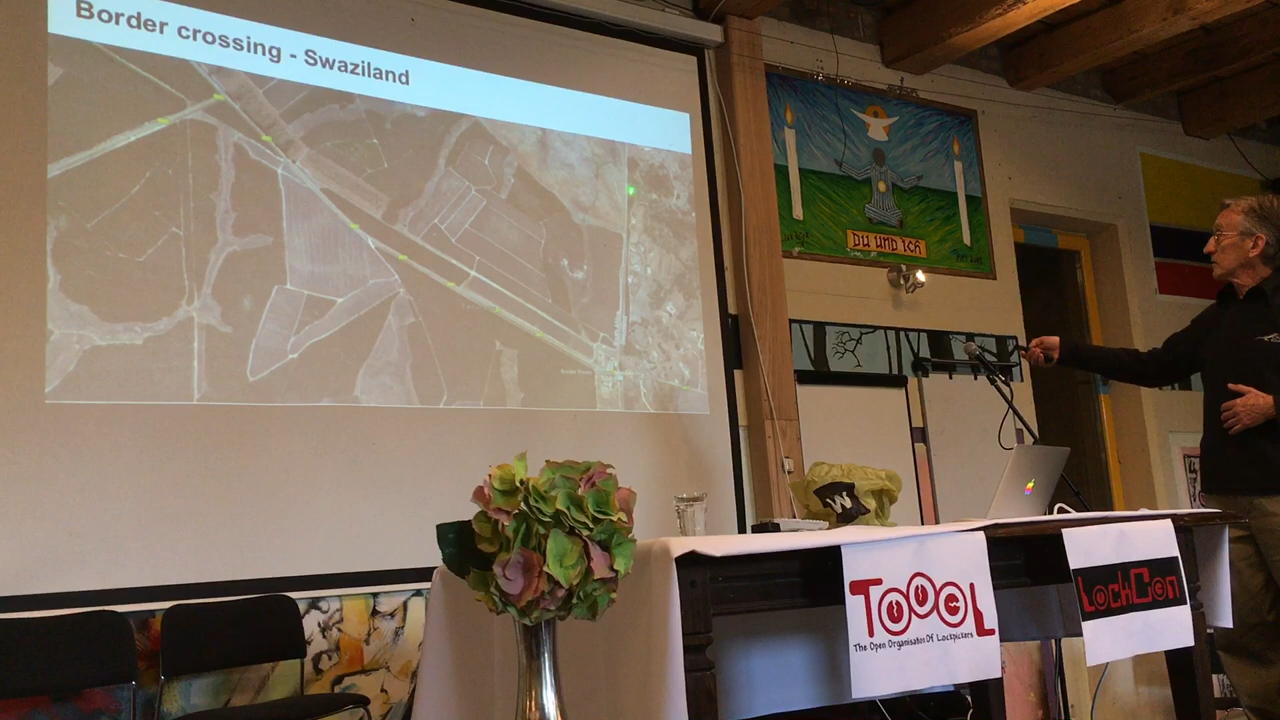 Border crossing - Swaziland
DU UND ICH
W
TOOOL
The Open Organisation Of Lockpickers
LockCon